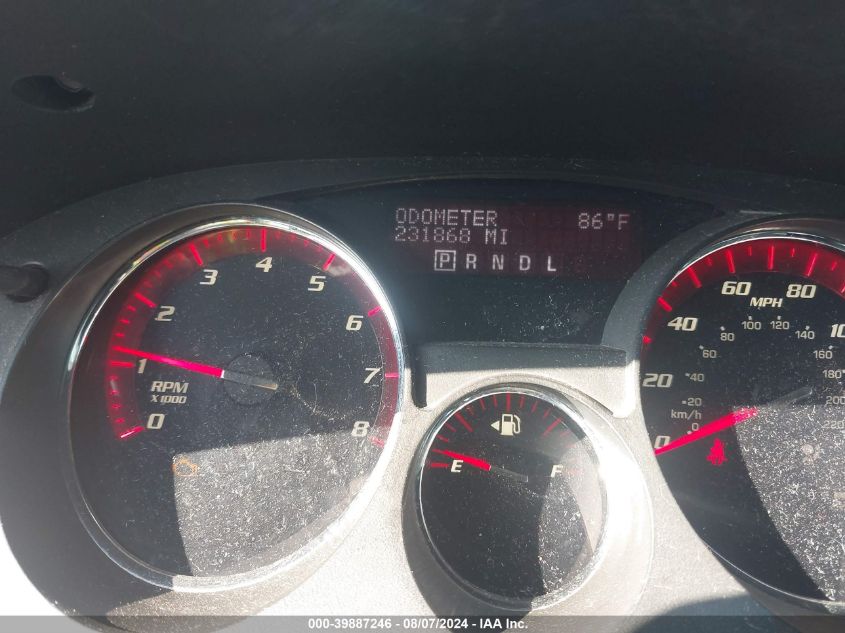 ODOMETER 86°F
231868 MI
P R N D L
0 1 2 3 4 5 6 7 8
RPM
X1000
E F
0 20 40 60 80
MPH
0 20 40 60 80 100 120 140 160 180 200 220
km/h
000-39887246 - 08/07/2024 - IAA Inc.